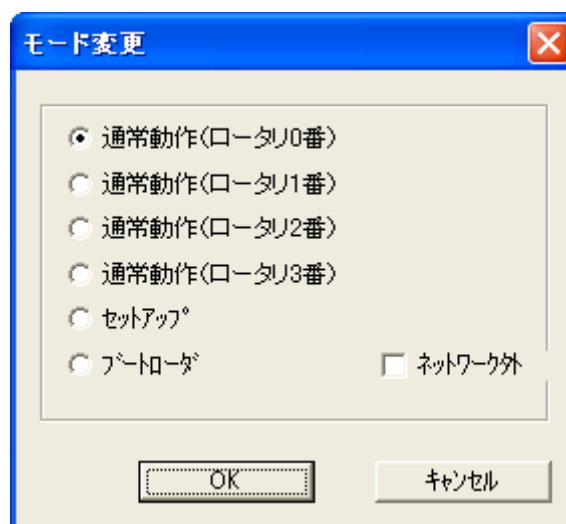 モード変更
通常動作(ロータリ0番)
通常動作(ロータリ1番)
通常動作(ロータリ2番)
通常動作(ロータリ3番)
ｾｯﾄｱｯﾌﾟ
ﾌﾞｰﾄﾛｰﾀﾞ ネットワーク外
OK キャンセル